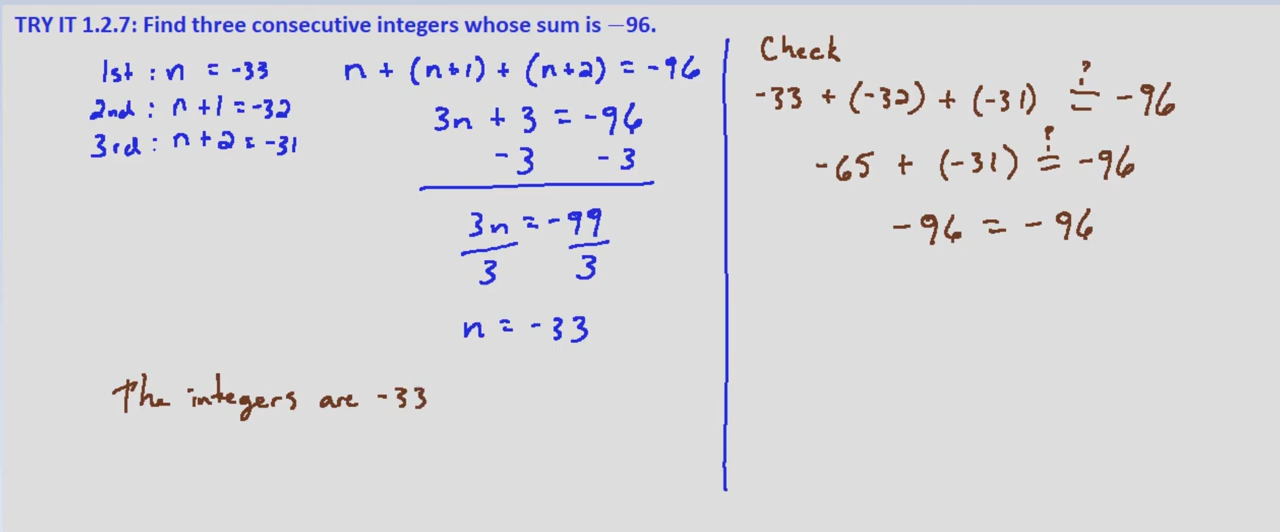 TRY IT 1.2.7: Find three consecutive integers whose sum is −96.
1st : n = -33
2nd : n + 1 = -32
3rd : n + 2 = -31
n + (n+1) + (n+2) = -96
3n + 3 = -96
-3 -3
3n = -99
3 3
n = -33
The integers are -33
Check
-33 + (-32) + (-31) ≟ -96
-65 + (-31) ≟ -96
-96 = -96